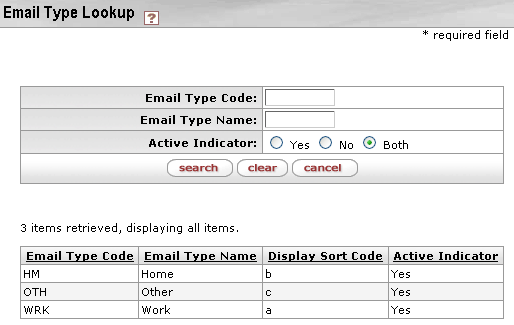 Email Type Lookup ?
* required field
Email Type Code:
Email Type Name:
Active Indicator: Yes No Both
search clear cancel
3 items retrieved, displaying all items.
Email Type Code Email Type Name Display Sort Code Active Indicator
HM Home b Yes
OTH Other c Yes
WRK Work a Yes